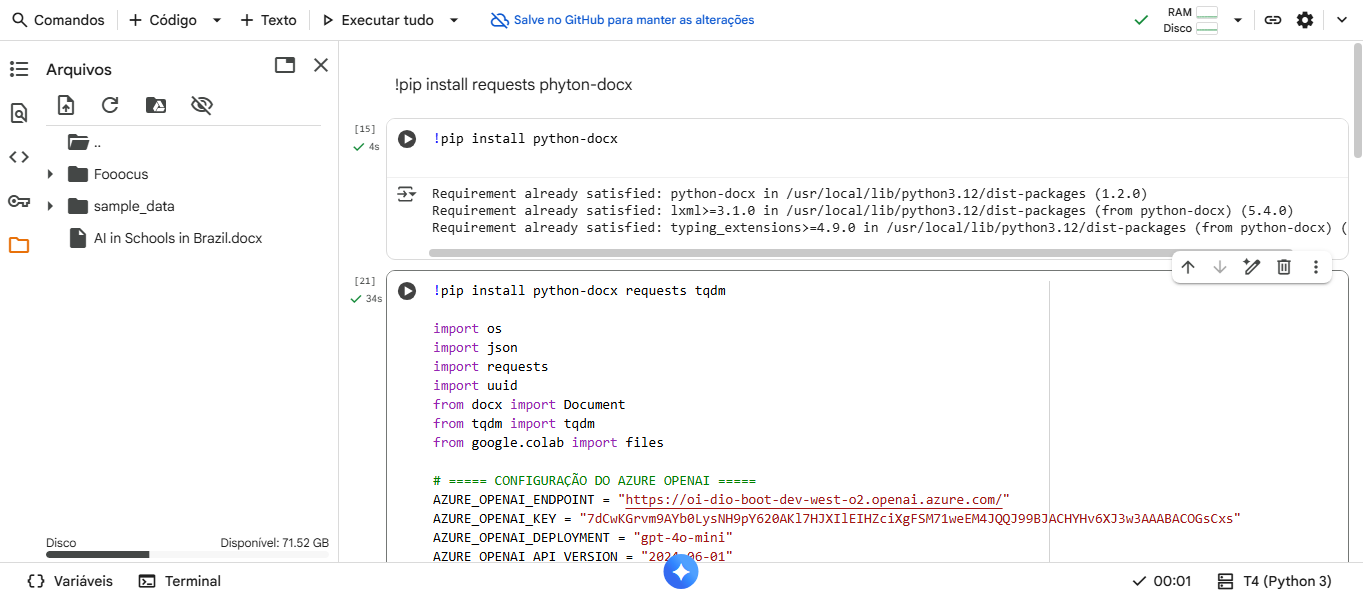 Comandos
+ Código
+ Texto
Executar tudo
Salve no GitHub para manter as alterações
RAM
Disco
Arquivos
..
Fooocus
sample_data
AI in Schools in Brazil.docx
Disco
Disponível: 71.52 GB
!pip install requests phyton-docx
[15]
4s
!pip install python-docx
Requirement already satisfied: python-docx in /usr/local/lib/python3.12/dist-packages (1.2.0)
Requirement already satisfied: lxml>=3.1.0 in /usr/local/lib/python3.12/dist-packages (from python-docx) (5.4.0)
Requirement already satisfied: typing_extensions>=4.9.0 in /usr/local/lib/python3.12/dist-packages (from python-docx) (
[21]
34s
!pip install python-docx requests tqdm
import os
import json
import requests
import uuid
from docx import Document
from tqdm import tqdm
from google.colab import files
# ===== CONFIGURAÇÃO DO AZURE OPENAI =====
AZURE_OPENAI_ENDPOINT = "https://oi-dio-boot-dev-west-o2.openai.azure.com/"
AZURE_OPENAI_KEY = "7dCwKGrvm9AYb0LysNH9pY620AKl7HJXIlEIHZciXgFSM71weEM4JQQJ99BJACHYHv6XJ3w3AAABACOGsCxs"
AZURE_OPENAI_DEPLOYMENT = "gpt-4o-mini"
AZURE_OPENAI_API_VERSION = "2024-06-01"
Variáveis
Terminal
00:01
T4 (Python 3)